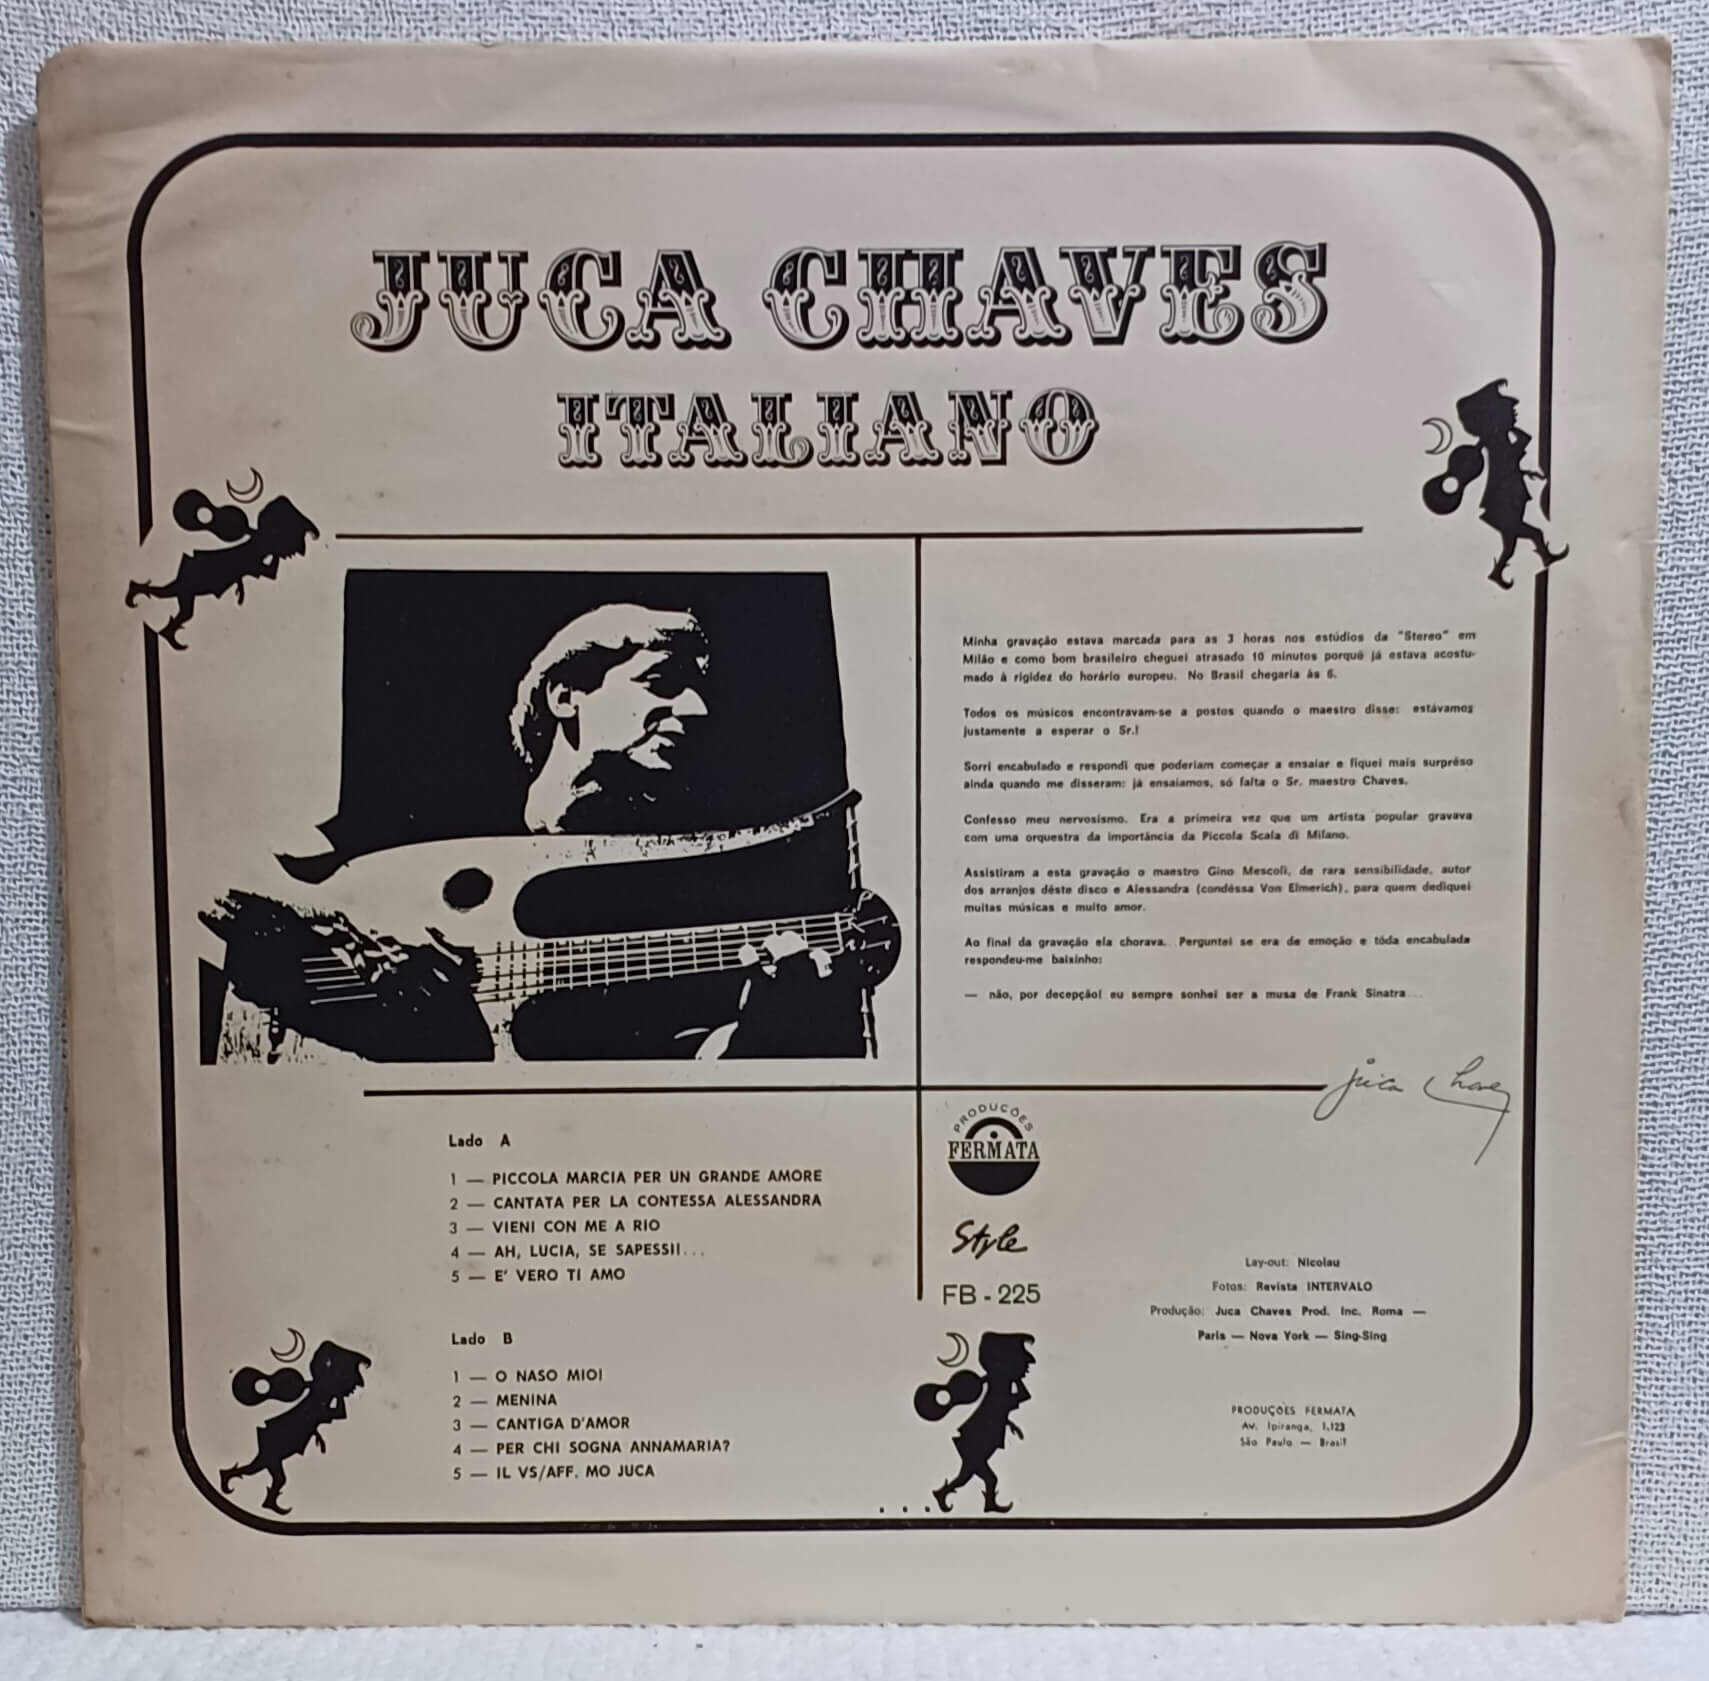 JUCA CHAVES
ITALIANO
Minha gravação estava marcada para as 3 horas nos estúdios da "Stereo" em
Milão e como bom brasileiro cheguei atrasado 10 minutos porquê já estava acostu-
mado à rigidez do horário europeu. No Brasil chegaria às 6.
Todos os músicos encontravam-se a postos quando o maestro disse: estávamos
justamente a esperar o Sr.!
Sorri encabulado e respondi que poderiam começar a ensaiar e fiquei mais surprêso
ainda quando me disseram: já ensaiamos, só falta o Sr. maestro Chaves.
Confesso meu nervosismo. Era a primeira vez que um artista popular gravava
com uma orquestra da importância da Piccola Scala di Milano.
Assistiram a esta gravação o maestro Gino Mescoli, de rara sensibilidade, autor
dos arranjos dêste disco e Alessandra (condêssa Von Elmerich), para quem dediquei
muitas músicas e muito amor.
Ao final da gravação ela chorava. Perguntei se era de emoção e tôda encabulada
respondeu-me baixinho:
— não, por decepção! eu sempre sonhei ser a musa de Frank Sinatra...
juca Chaves
Lado A
1 — PICCOLA MARCIA PER UN GRANDE AMORE
2 — CANTATA PER LA CONTESSA ALESSANDRA
3 — VIENI CON ME A RIO
4 — AH, LUCIA, SE SAPESSI!...
5 — E' VERO TI AMO
Lado B
1 — O NASO MIO!
2 — MENINA
3 — CANTIGA D'AMOR
4 — PER CHI SOGNA ANNAMARIA?
5 — IL VS/AFF. MO JUCA
PRODUÇÕES
FERMATA
Style
FB - 225
Lay-out: Nicolau
Fotos: Revista INTERVALO
Produção: Juca Chaves Prod. Inc. Roma —
Paris — Nova York — Sing-Sing
PRODUÇÕES FERMATA
Av. Ipiranga, 1.123
São Paulo — Brasil
...